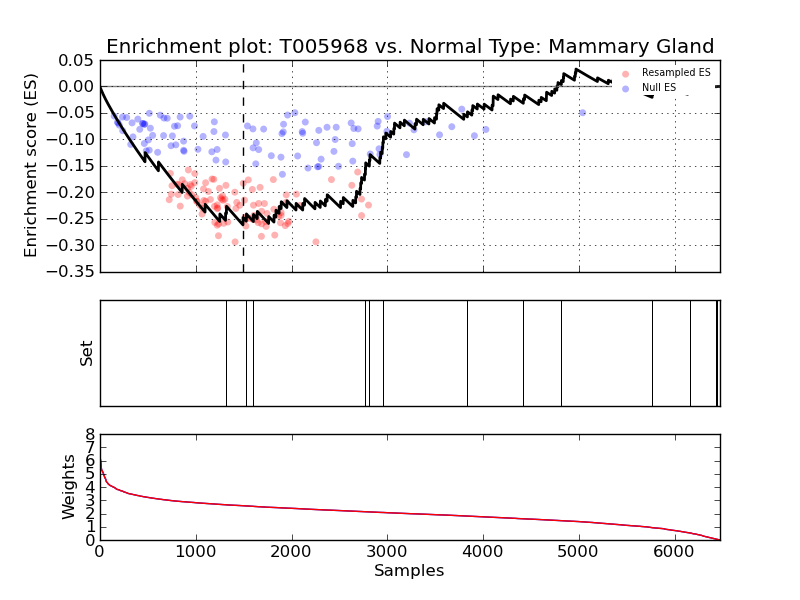 Enrichment plot: T005968 vs. Normal Type: Mammary Gland
Enrichment score (ES)
0.05
0.00
−0.05
−0.10
−0.15
−0.20
−0.25
−0.30
−0.35
Resampled ES
Null ES
Set
Weights
8
7
6
5
4
3
2
1
0
0 1000 2000 3000 4000 5000 6000
Samples